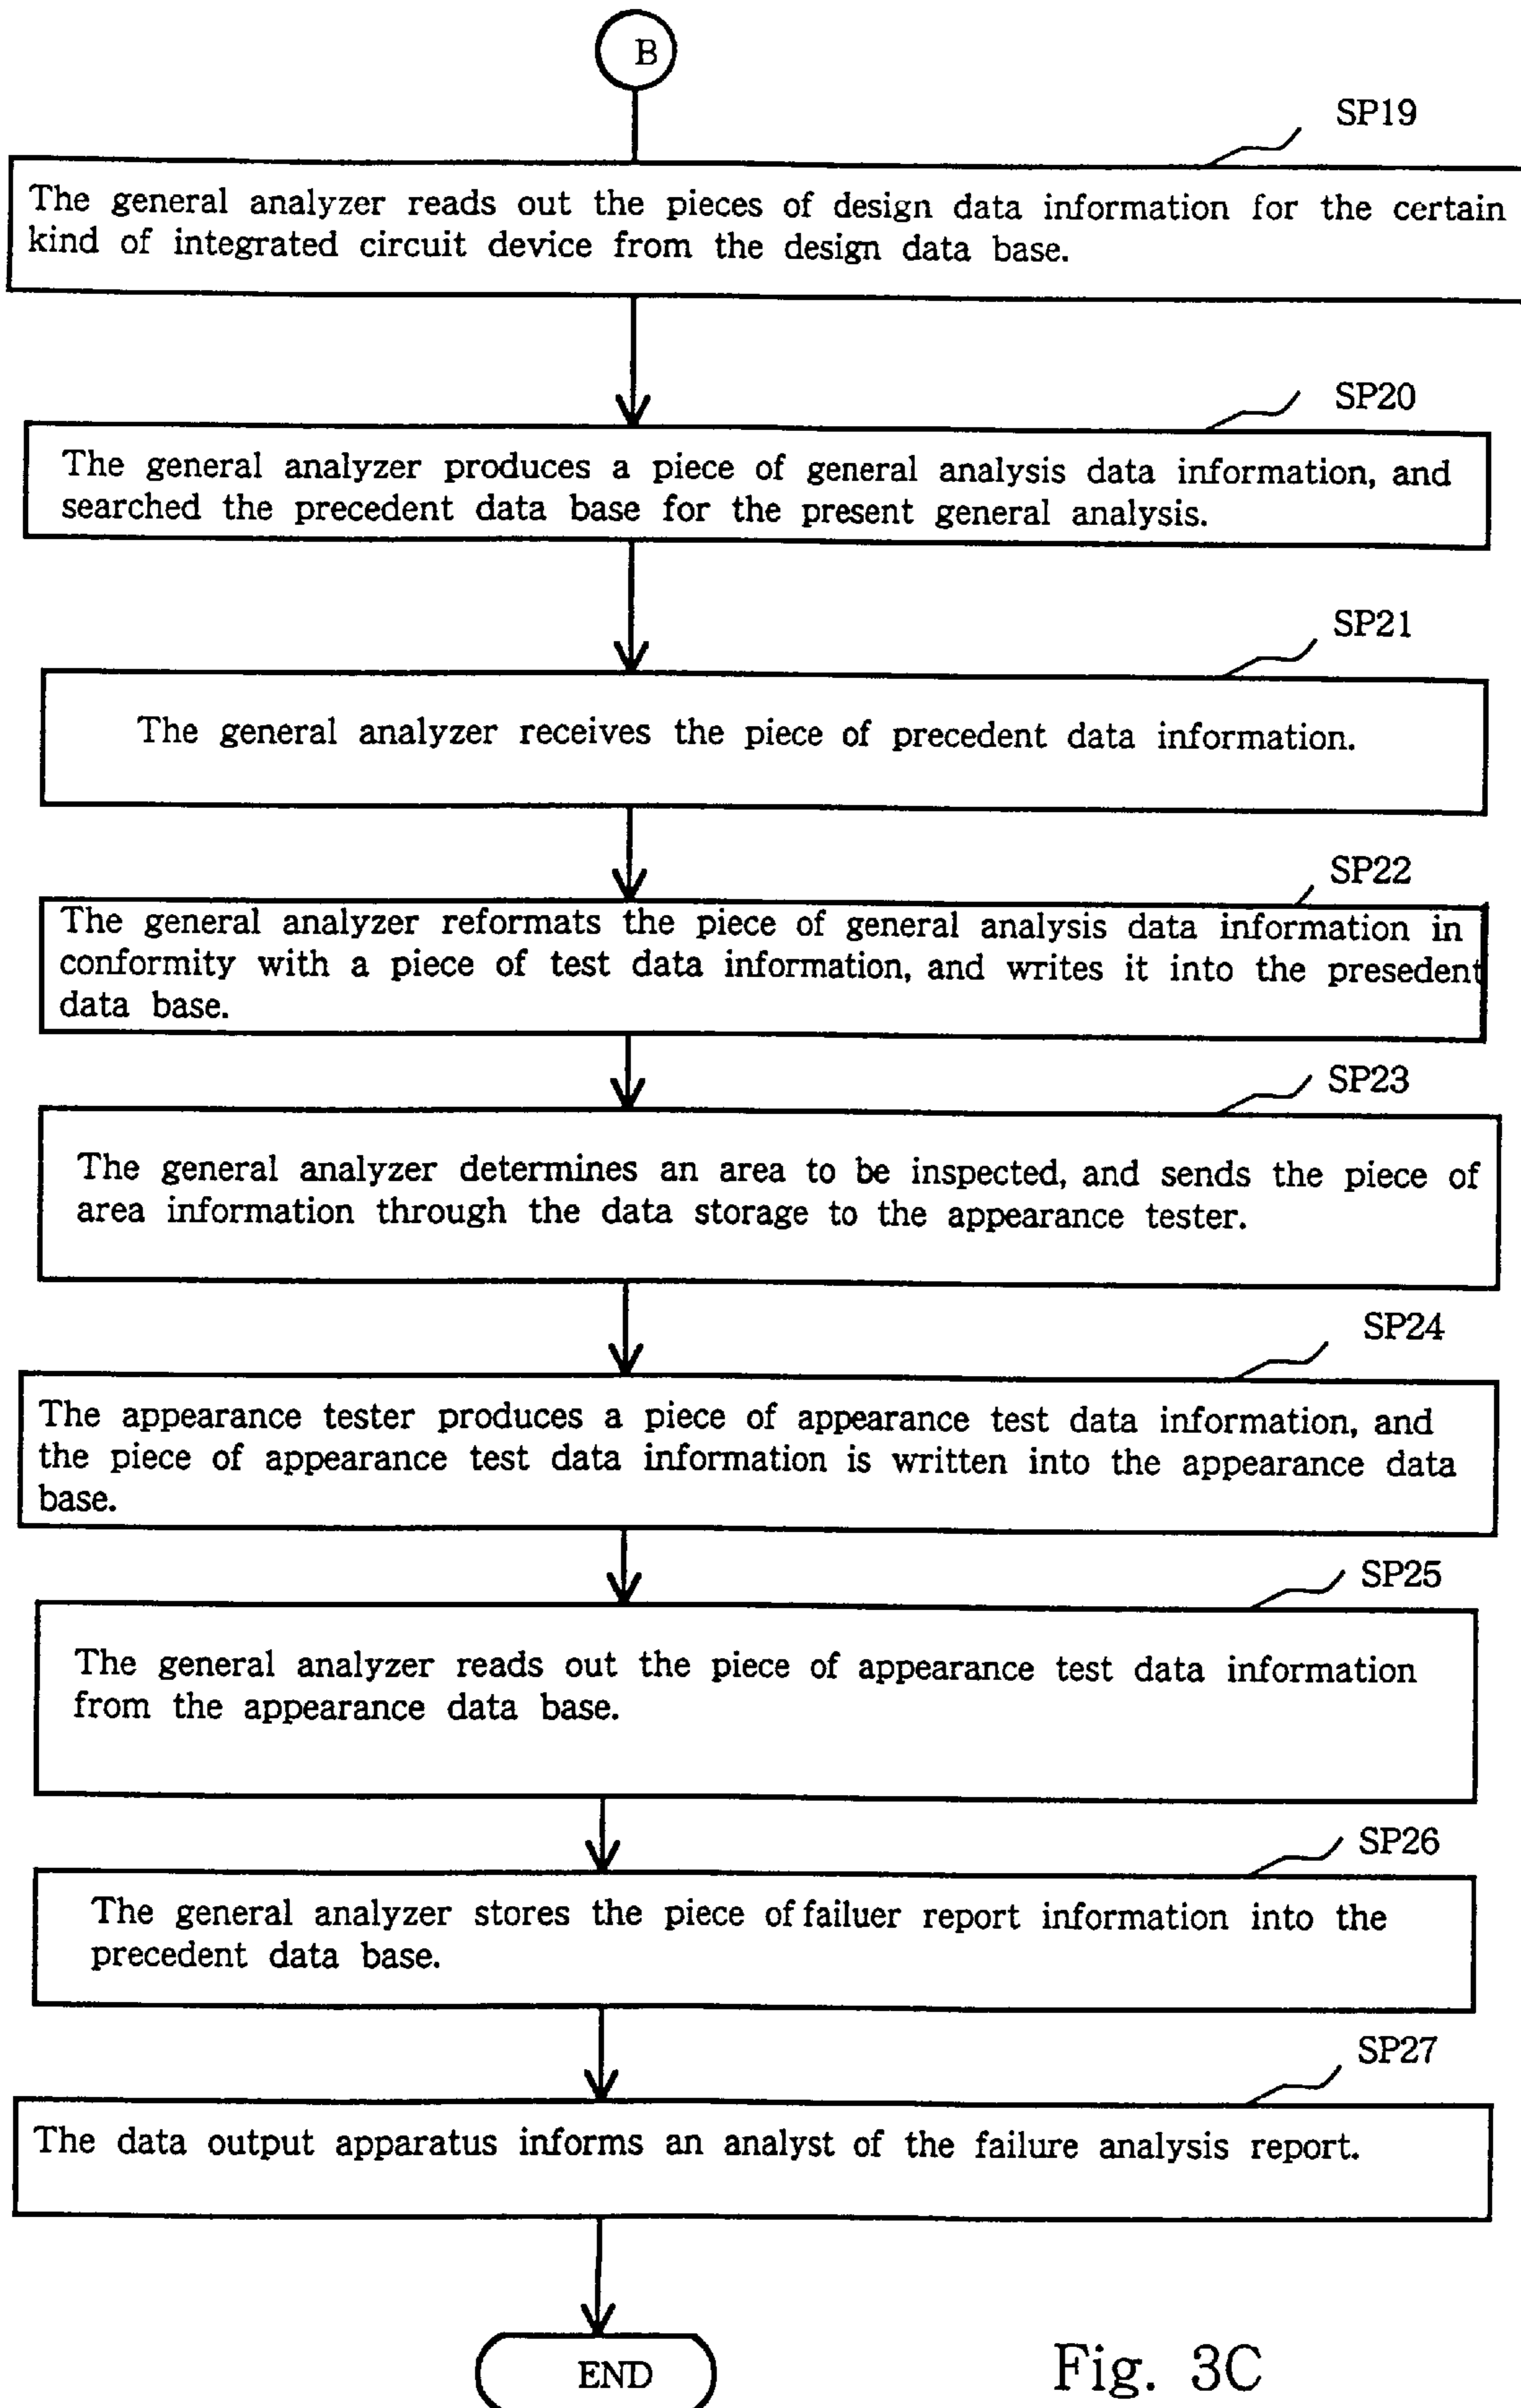 B
SP19
The general analyzer reads out the pieces of design data information for the certain
kind of integrated circuit device from the design data base.
SP20
The general analyzer produces a piece of general analysis data information, and
searched the precedent data base for the present general analysis.
SP21
The general analyzer receives the piece of precedent data information.
SP22
The general analyzer reformats the piece of general analysis data information in
conformity with a piece of test data information, and writes it into the presedent
data base.
SP23
The general analyzer determines an area to be inspected, and sends the piece of
area information through the data storage to the appearance tester.
SP24
The appearance tester produces a piece of appearance test data information, and
the piece of appearance test data information is written into the appearance data
base.
SP25
The general analyzer reads out the piece of appearance test data information
from the appearance data base.
SP26
The general analyzer stores the piece of failuer report information into the
precedent data base.
SP27
The data output apparatus informs an analyst of the failure analysis report.
END
Fig. 3C